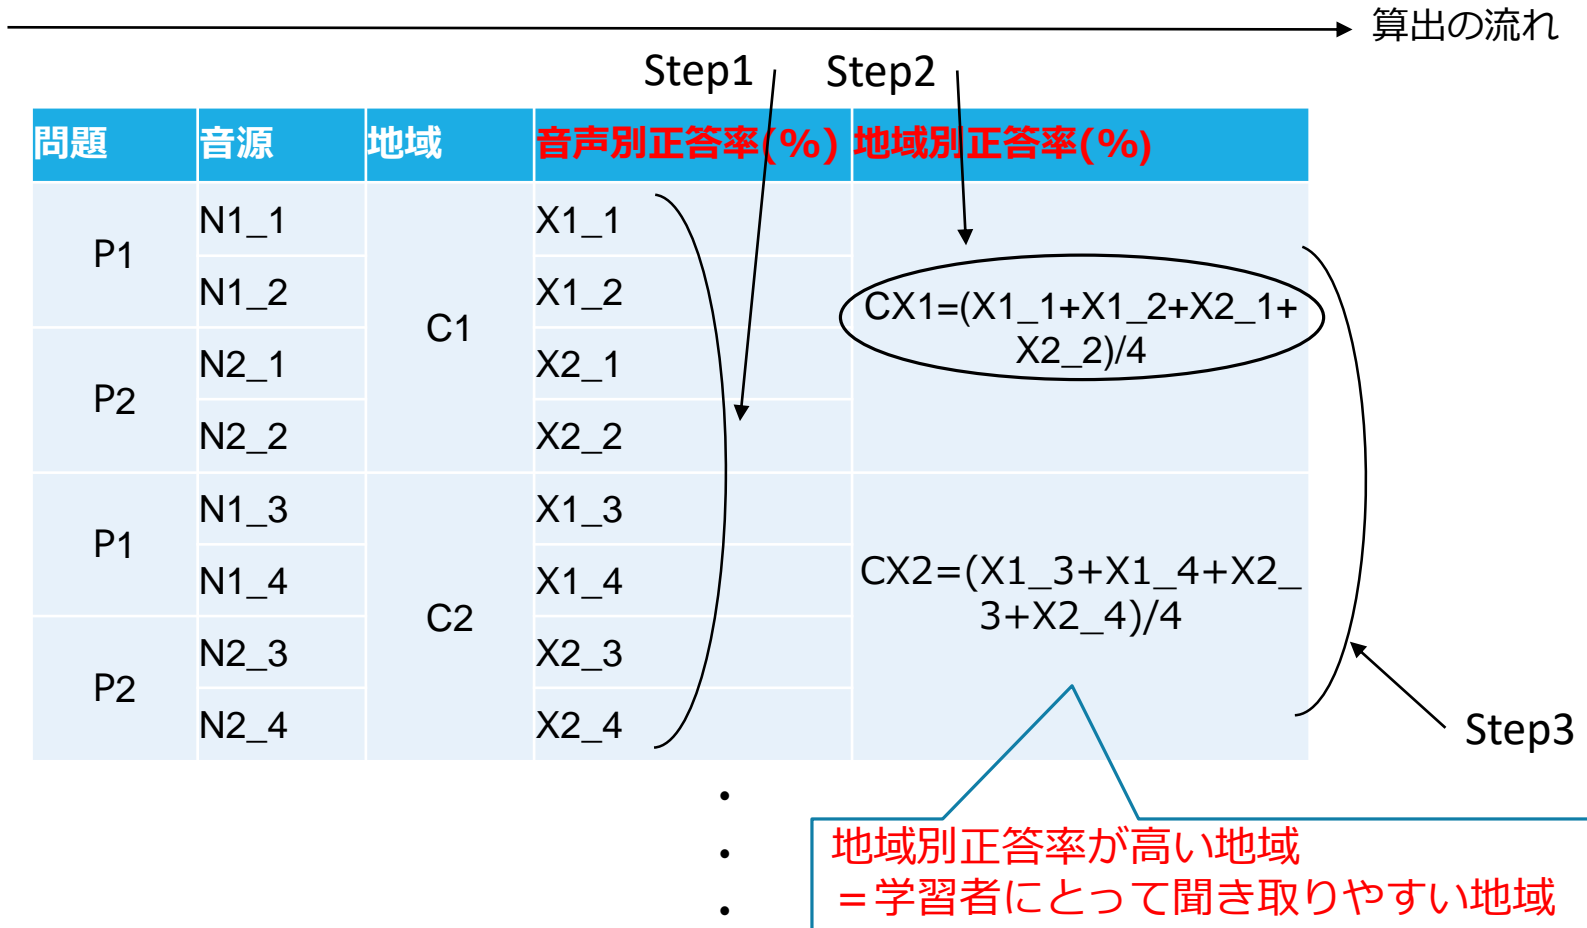 算出の流れ
Step1 Step2
問題 音源 地域 音声別正答率(%) 地域別正答率(%)
P1 N1_1 C1 X1_1 CX1=(X1_1+X1_2+X2_1+
X2_2)/4
N1_2 X1_2
P2 N2_1 X2_1
N2_2 X2_2
P1 N1_3 C2 X1_3 CX2=(X1_3+X1_4+X2_
3+X2_4)/4
N1_4 X1_4
P2 N2_3 X2_3
N2_4 X2_4
Step3
・
・
・
地域別正答率が高い地域
＝学習者にとって聞き取りやすい地域